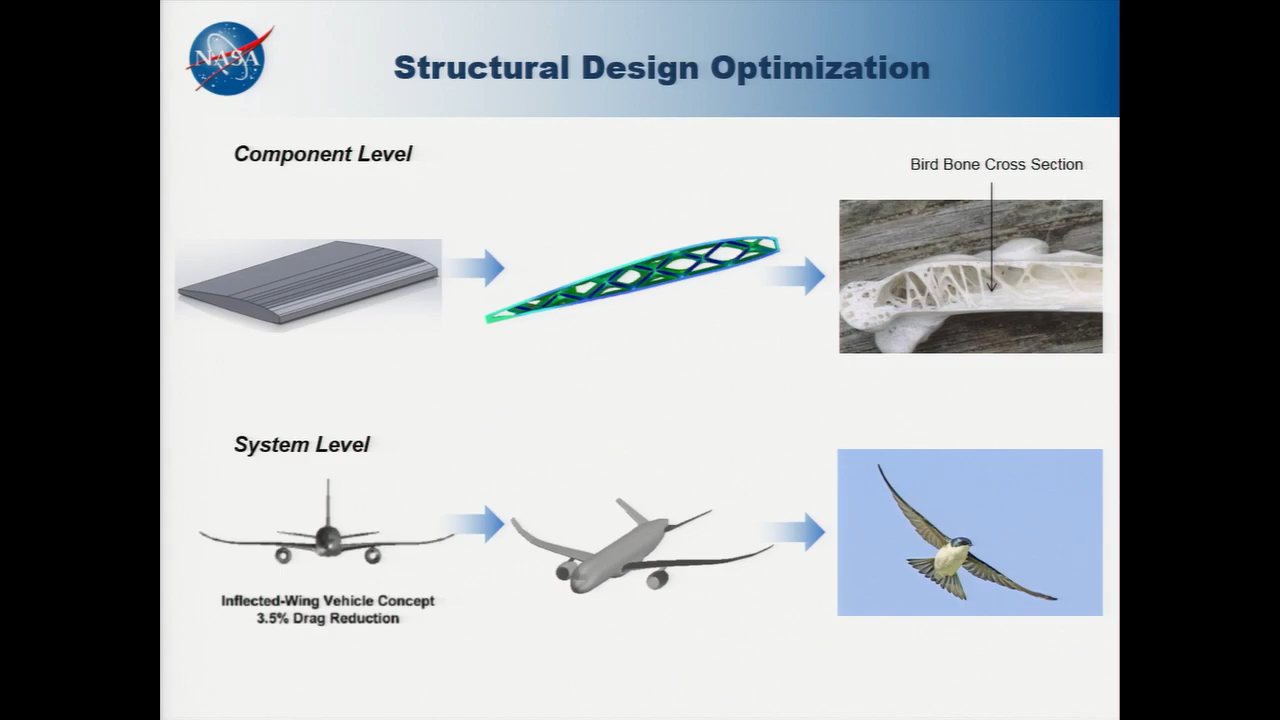 NASA
Structural Design Optimization
Component Level
Bird Bone Cross Section
System Level
Inflected-Wing Vehicle Concept
3.5% Drag Reduction